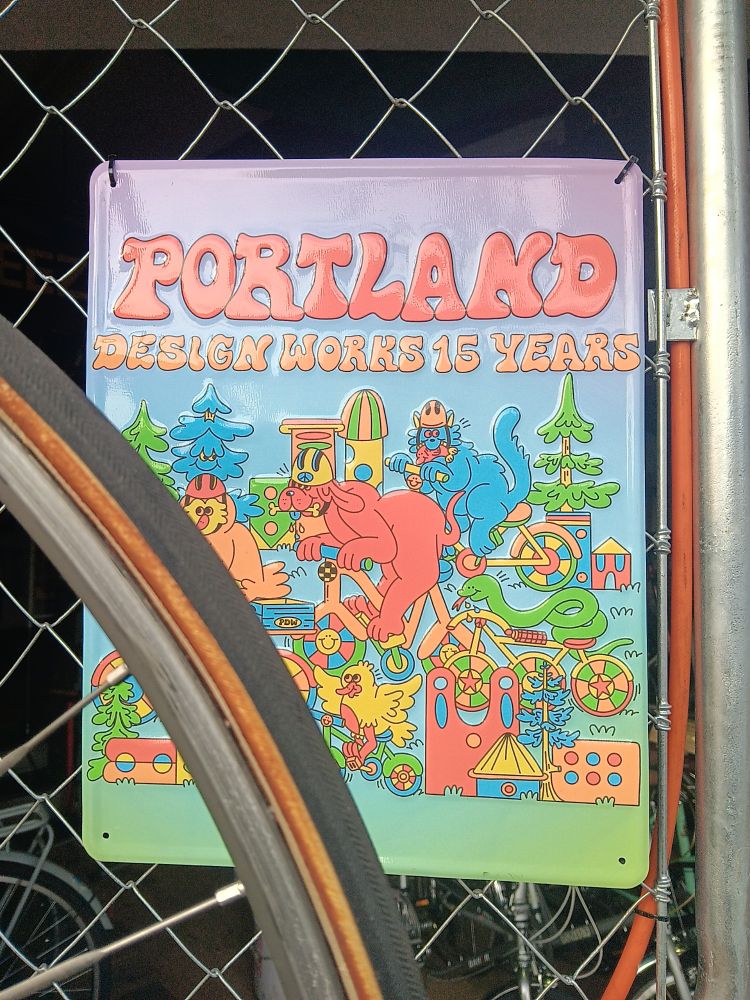 PORTLAND
DESIGN WORKS 15 YEARS
PDW